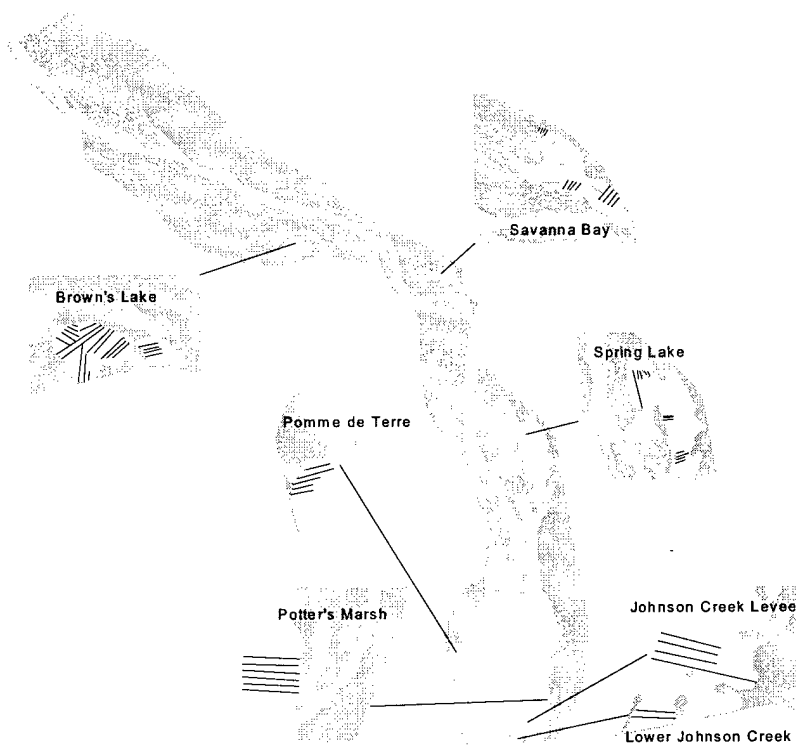 Savanna Bay
Brown's Lake
Spring Lake
Pomme de Terre
Potter's Marsh
Johnson Creek Levee
Lower Johnson Creek